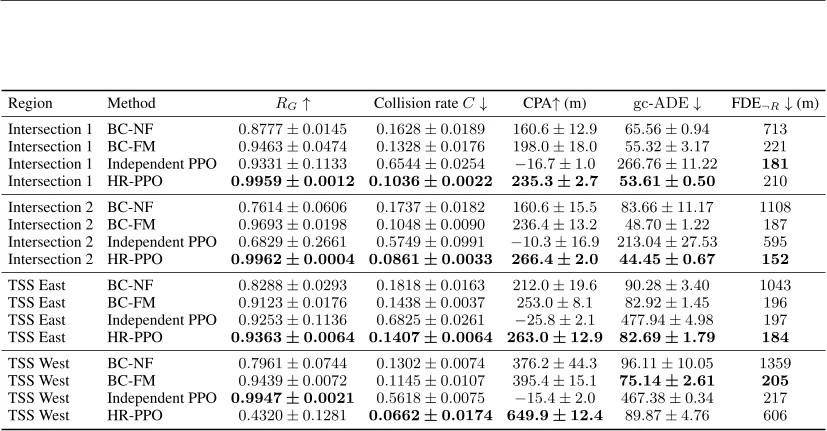 Region Method R_G ↑ Collision rate C ↓ CPA↑ (m) gc-ADE ↓ FDE¬R ↓ (m)
Intersection 1 BC-NF 0.8777 ± 0.0145 0.1628 ± 0.0189 160.6 ± 12.9 65.56 ± 0.94 713
Intersection 1 BC-FM 0.9463 ± 0.0474 0.1328 ± 0.0176 198.0 ± 18.0 55.32 ± 3.17 221
Intersection 1 Independent PPO 0.9331 ± 0.1133 0.6544 ± 0.0254 −16.7 ± 1.0 266.76 ± 11.22 181
Intersection 1 HR-PPO 0.9959 ± 0.0012 0.1036 ± 0.0022 235.3 ± 2.7 53.61 ± 0.50 210
Intersection 2 BC-NF 0.7614 ± 0.0606 0.1737 ± 0.0182 160.6 ± 15.5 83.66 ± 11.17 1108
Intersection 2 BC-FM 0.9693 ± 0.0198 0.1048 ± 0.0090 236.4 ± 13.2 48.70 ± 1.22 187
Intersection 2 Independent PPO 0.6829 ± 0.2661 0.5749 ± 0.0991 −10.3 ± 16.9 213.04 ± 27.53 595
Intersection 2 HR-PPO 0.9962 ± 0.0004 0.0861 ± 0.0033 266.4 ± 2.0 44.45 ± 0.67 152
TSS East BC-NF 0.8288 ± 0.0293 0.1818 ± 0.0163 212.0 ± 19.6 90.28 ± 3.40 1043
TSS East BC-FM 0.9123 ± 0.0176 0.1438 ± 0.0037 253.0 ± 8.1 82.92 ± 1.45 196
TSS East Independent PPO 0.9253 ± 0.1136 0.6825 ± 0.0261 −25.8 ± 2.1 477.94 ± 4.98 197
TSS East HR-PPO 0.9363 ± 0.0064 0.1407 ± 0.0064 263.0 ± 12.9 82.69 ± 1.79 184
TSS West BC-NF 0.7961 ± 0.0744 0.1302 ± 0.0074 376.2 ± 44.3 96.11 ± 10.05 1359
TSS West BC-FM 0.9439 ± 0.0072 0.1145 ± 0.0107 395.4 ± 15.1 75.14 ± 2.61 205
TSS West Independent PPO 0.9947 ± 0.0021 0.5618 ± 0.0075 −15.4 ± 2.0 467.38 ± 0.34 217
TSS West HR-PPO 0.4320 ± 0.1281 0.0662 ± 0.0174 649.9 ± 12.4 89.87 ± 4.76 606